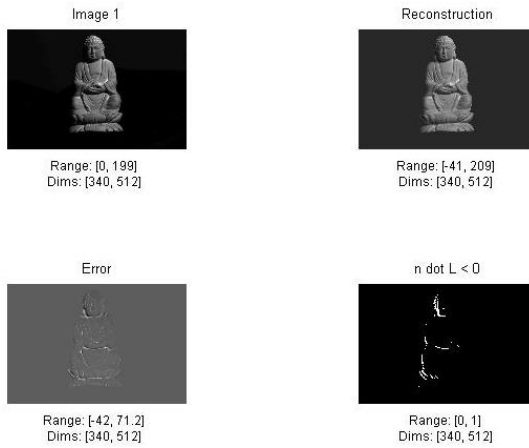 Image 1
Reconstruction
Range: [0, 199]
Dims: [340, 512]
Range: [-41, 209]
Dims: [340, 512]
Error
n dot L < 0
Range: [-42, 71.2]
Dims: [340, 512]
Range: [0, 1]
Dims: [340, 512]